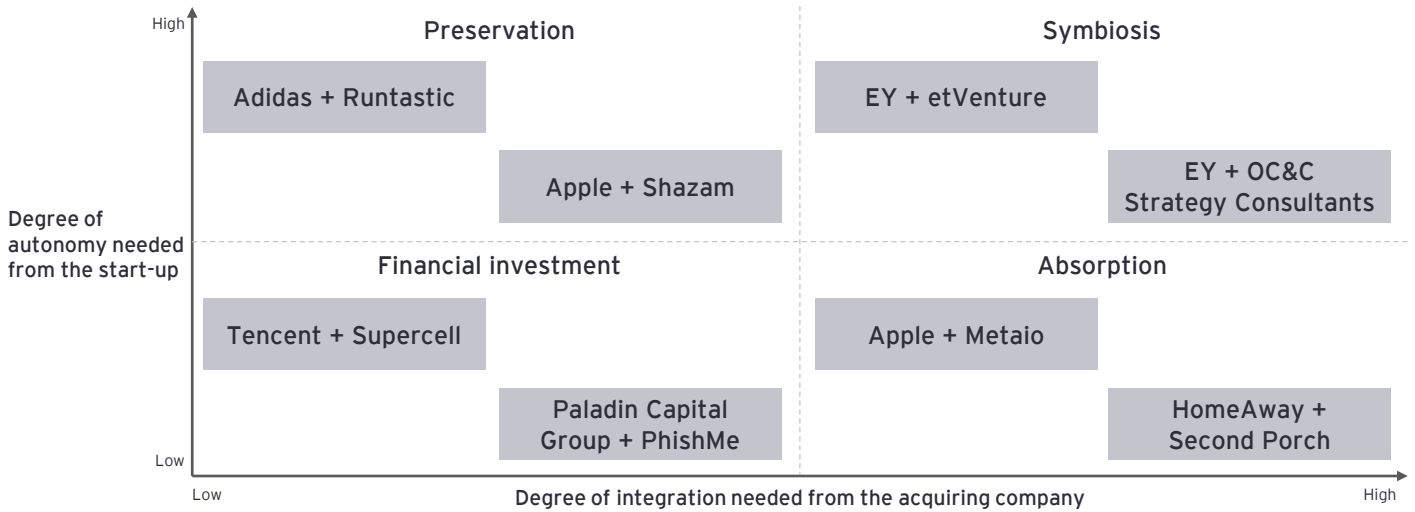 High
Preservation
Symbiosis
Adidas + Runtastic
EY + etVenture
Apple + Shazam
EY + OC&C
Strategy Consultants
Degree of
autonomy needed
from the start-up
Financial investment
Absorption
Tencent + Supercell
Apple + Metaio
Paladin Capital
Group + PhishMe
HomeAway +
Second Porch
Low
Low
Degree of integration needed from the acquiring company
High